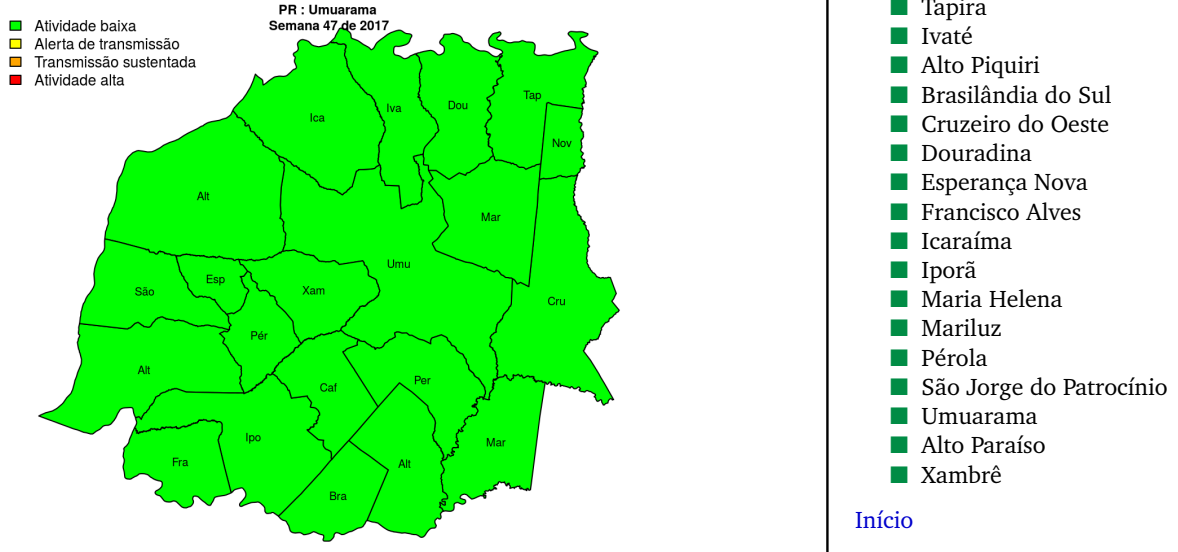 PR : Umuarama
Semana 47 de 2017
Atividade baixa
Alerta de transmissão
Transmissão sustentada
Atividade alta
Ica
Iva
Dou
Tap
Nov
Alt
Mar
Umu
Esp
São
Xam
Cru
Pér
Alt
Caf
Per
Ipo
Mar
Fra
Alt
Bra
Tapira
Ivaté
Alto Piquiri
Brasilândia do Sul
Cruzeiro do Oeste
Douradina
Esperança Nova
Francisco Alves
Icaraíma
Iporã
Maria Helena
Mariluz
Pérola
São Jorge do Patrocínio
Umuarama
Alto Paraíso
Xambrê
Início